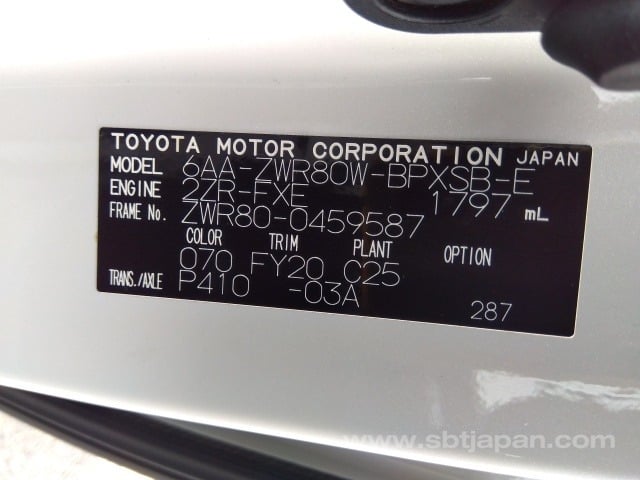 TOYOTA MOTOR CORPORATION JAPAN
MODEL 6AA-ZWR80W-BPXSB-E
ENGINE 2ZR-FXE 1797 mL
FRAME No. ZWR80-0459587
COLOR TRIM PLANT OPTION
070 FY20 C25
TRANS./AXLE P410 -03A 287
www.sbtjapan.com